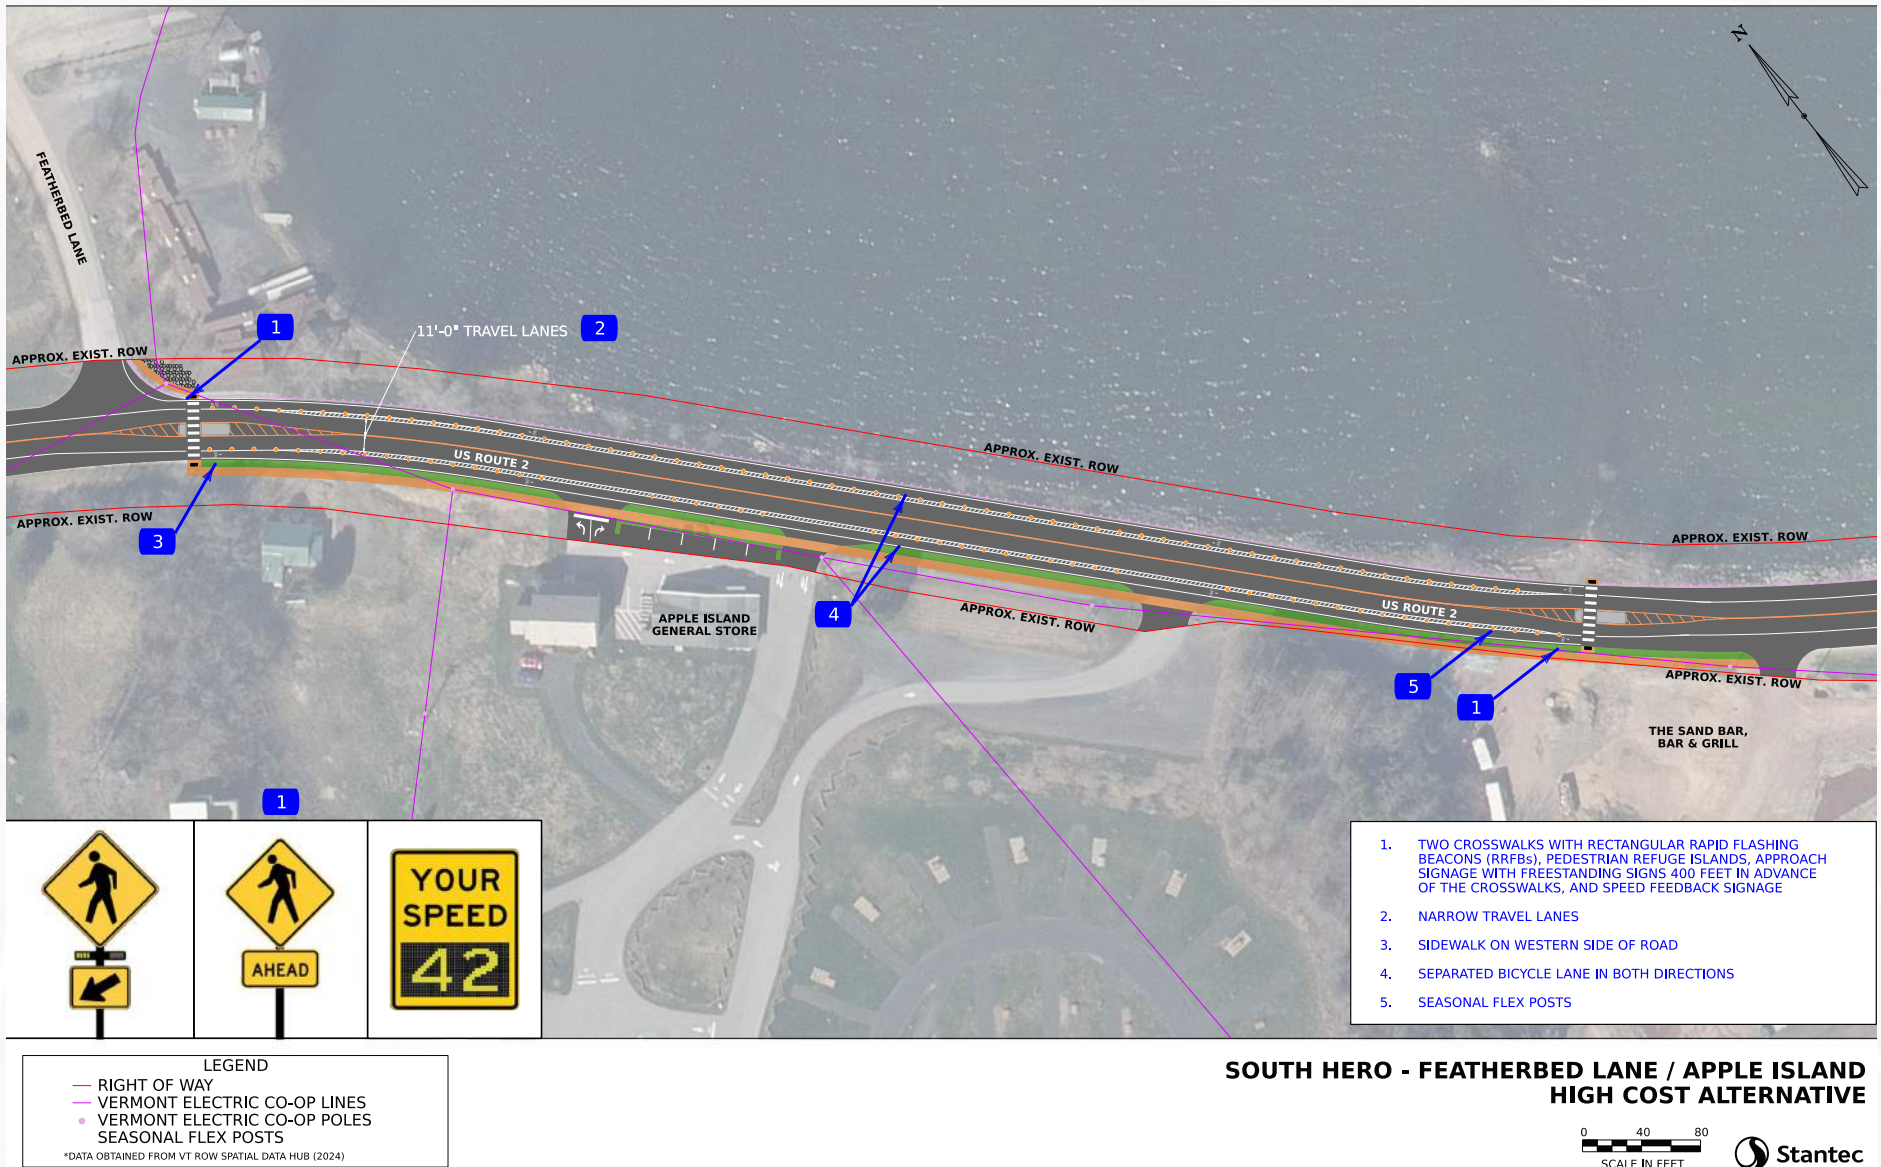 N
FEATHERBED LANE
1
11'-0" TRAVEL LANES
2
APPROX. EXIST. ROW
APPROX. EXIST. ROW
US ROUTE 2
APPROX. EXIST. ROW
3
APPROX. EXIST. ROW
4
APPLE ISLAND
GENERAL STORE
APPROX. EXIST. ROW
US ROUTE 2
5
1
APPROX. EXIST. ROW
THE SAND BAR,
BAR & GRILL
1
AHEAD
YOUR
SPEED
42
1. TWO CROSSWALKS WITH RECTANGULAR RAPID FLASHING
BEACONS (RRFBs), PEDESTRIAN REFUGE ISLANDS, APPROACH
SIGNAGE WITH FREESTANDING SIGNS 400 FEET IN ADVANCE
OF THE CROSSWALKS, AND SPEED FEEDBACK SIGNAGE
2. NARROW TRAVEL LANES
3. SIDEWALK ON WESTERN SIDE OF ROAD
4. SEPARATED BICYCLE LANE IN BOTH DIRECTIONS
5. SEASONAL FLEX POSTS
LEGEND
RIGHT OF WAY
VERMONT ELECTRIC CO-OP LINES
VERMONT ELECTRIC CO-OP POLES
SEASONAL FLEX POSTS
*DATA OBTAINED FROM VT ROW SPATIAL DATA HUB (2024)
SOUTH HERO - FEATHERBED LANE / APPLE ISLAND
HIGH COST ALTERNATIVE
0 40 80
SCALE IN FEET
Stantec